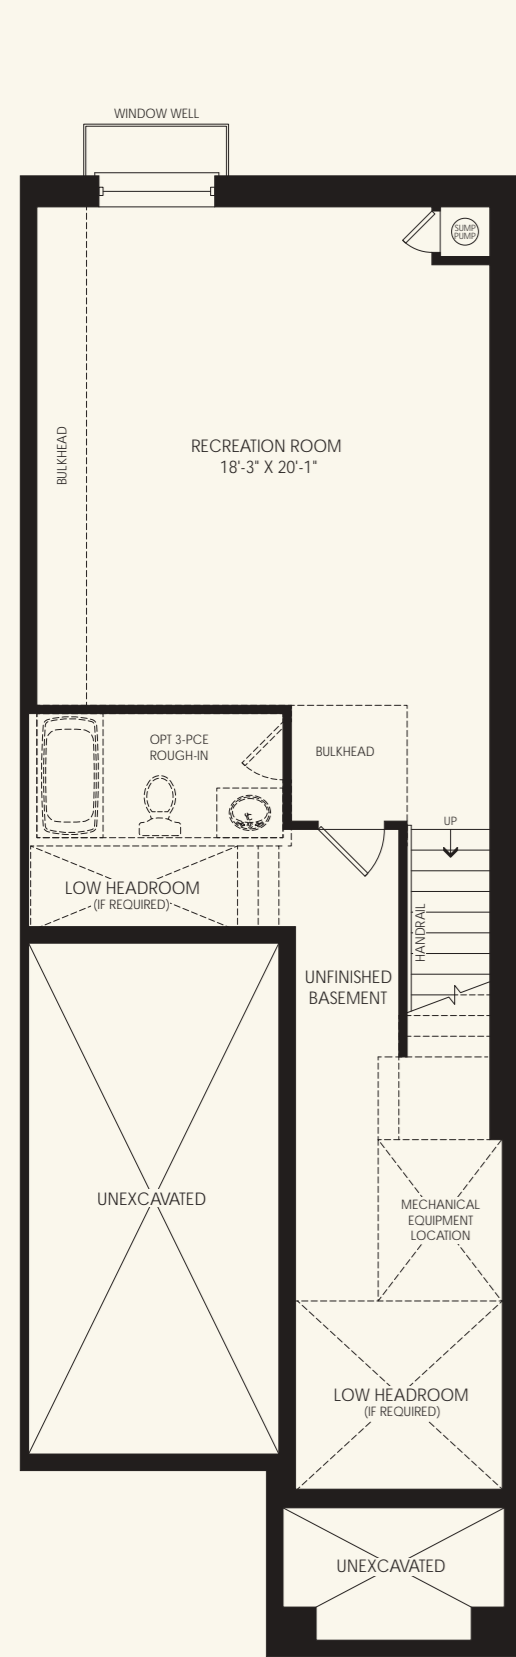 WINDOW WELL
SUMP
PUMP
BULKHEAD
RECREATION ROOM
18'-3" X 20'-1"
OPT 3-PCE
ROUGH-IN
BULKHEAD
UP
LOW HEADROOM
(IF REQUIRED)
HANDRAIL
UNFINISHED
BASEMENT
UNEXCAVATED
MECHANICAL
EQUIPMENT
LOCATION
LOW HEADROOM
(IF REQUIRED)
UNEXCAVATED